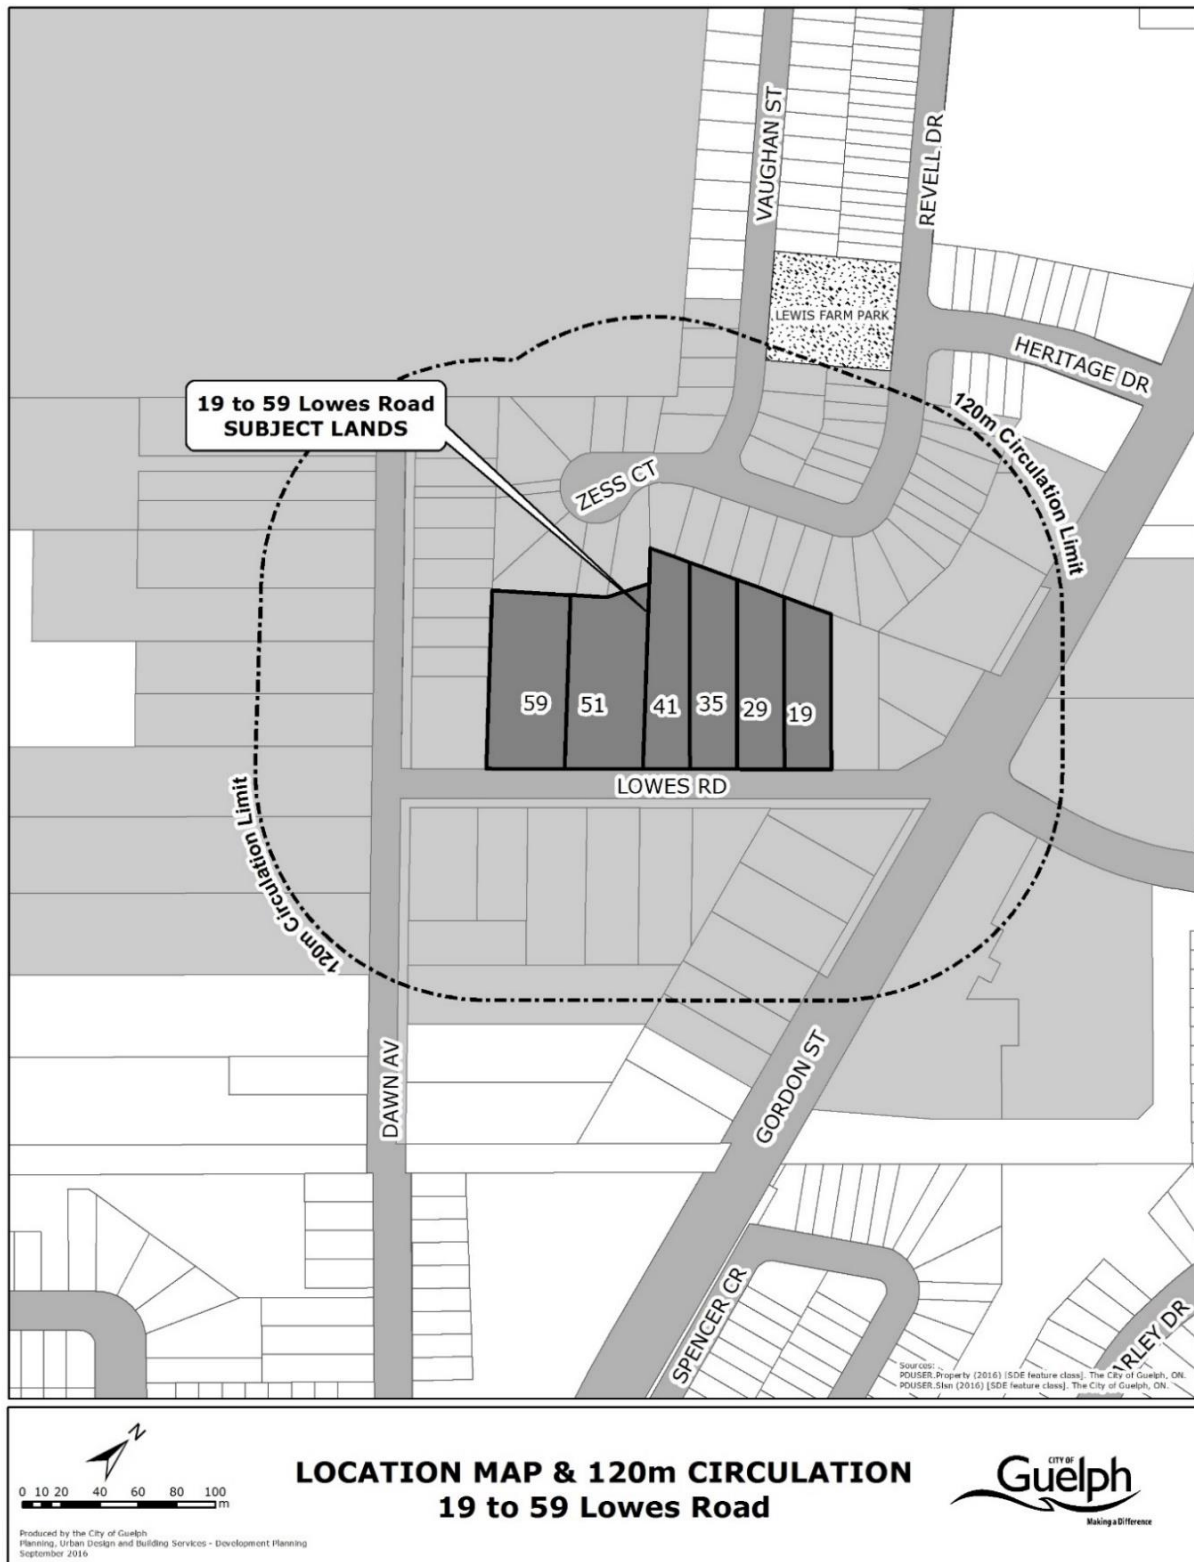 VAUGHAN ST
REVELL DR
LEWIS FARM PARK
HERITAGE DR
19 to 59 Lowes Road
SUBJECT LANDS
120m Circulation Limit
ZESS CT
59
51
41
35
29
19
LOWES RD
120m Circulation Limit
DAWN AV
GORDON ST
SPENCER CR
ARLEY DR
Sources:
PDUSER.Property (2016) [SDE feature class]. The City of Guelph, ON.
PDUSER.Slsn (2016) [SDE feature class]. The City of Guelph, ON.
N
0 10 20 40 60 80 100
m
LOCATION MAP & 120m CIRCULATION
19 to 59 Lowes Road
CITY OF
Guelph
Making a Difference
Produced by the City of Guelph
Planning, Urban Design and Building Services - Development Planning
September 2016